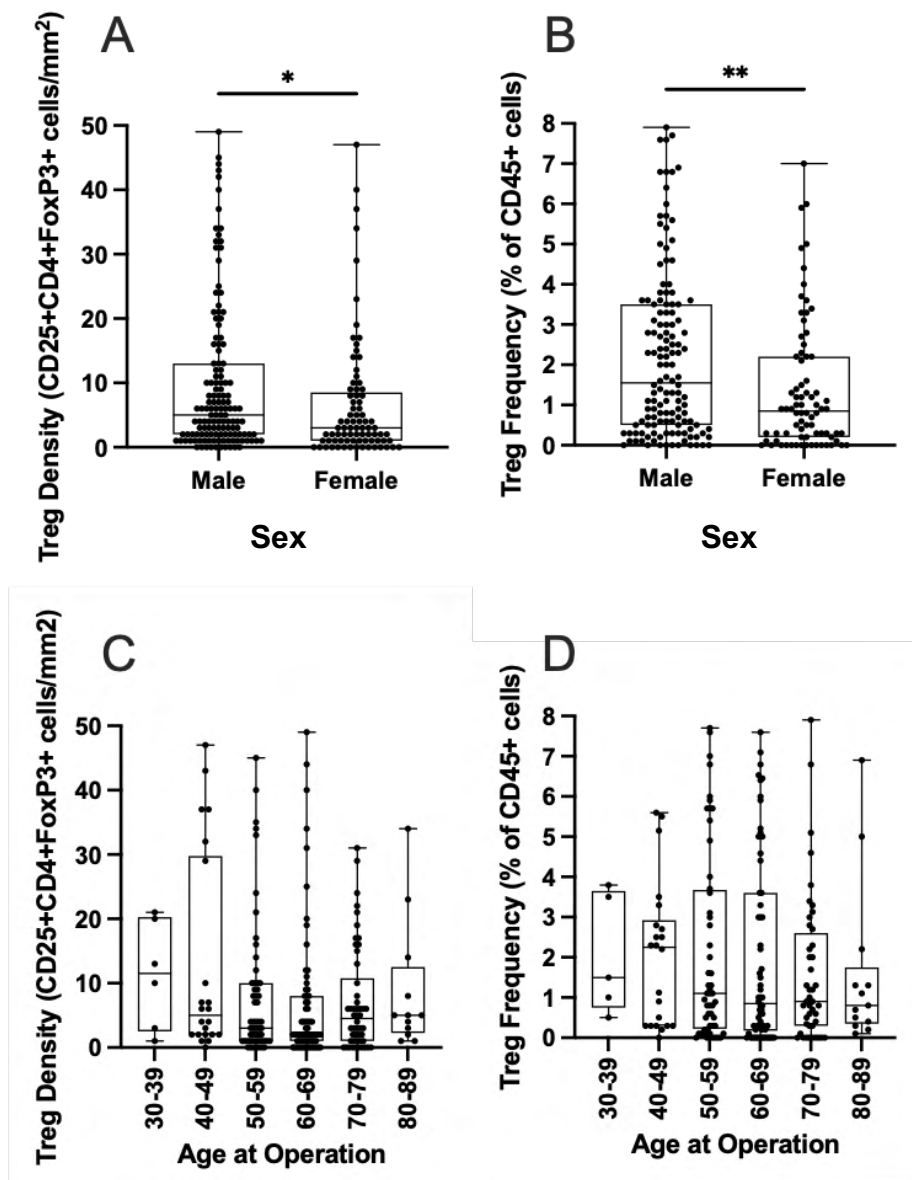 A
Treg Density (CD25+CD4+FoxP3+ cells/mm²)
*
50
40
30
20
10
0
Male Female
Sex
B
Treg Frequency (% of CD45+ cells)
**
8
7
6
5
4
3
2
1
0
Male Female
Sex
C
Treg Density (CD25+CD4+FoxP3+ cells/mm2)
50
40
30
20
10
0
30-39 40-49 50-59 60-69 70-79 80-89
Age at Operation
D
Treg Frequency (% of CD45+ cells)
8
7
6
5
4
3
2
1
0
30-39 40-49 50-59 60-69 70-79 80-89
Age at Operation